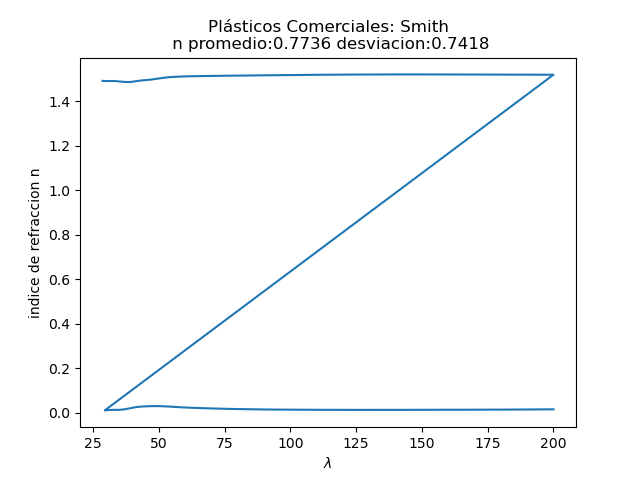 Plásticos Comerciales: Smith
n promedio:0.7736 desviacion:0.7418
1.4
1.2
1.0
0.8
0.6
0.4
0.2
0.0
indice de refraccion n
25 50 75 100 125 150 175 200
λ